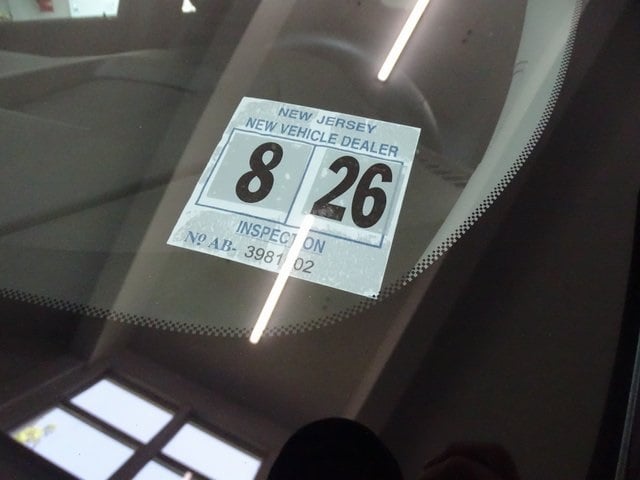 NEW JERSEY
NEW VEHICLE DEALER
8 26
INSPECTION
Nº AB-